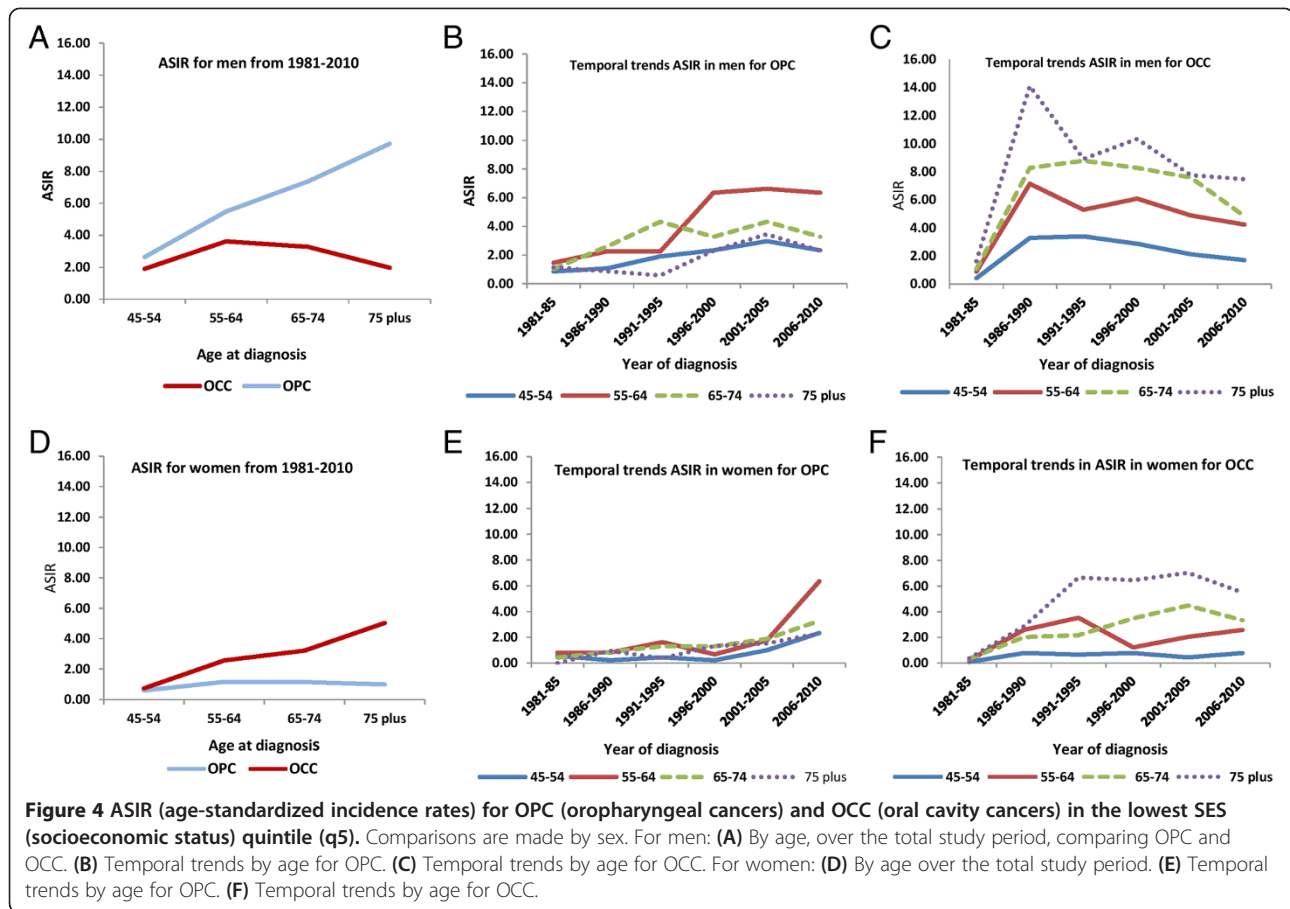 A
ASIR for men from 1981-2010
16.00
14.00
12.00
10.00
8.00
6.00
4.00
2.00
0.00
ASIR
45-54 55-64 65-74 75 plus
Age at diagnosis
OCC OPC
B
Temporal trends ASIR in men for OPC
16.00
14.00
12.00
10.00
8.00
6.00
4.00
2.00
0.00
ASIR
1981-85 1986-1990 1991-1995 1996-2000 2001-2005 2006-2010
Year of diagnosis
45-54 55-64 65-74 75 plus
C
Temporal trends ASIR in men for OCC
16.00
14.00
12.00
10.00
8.00
6.00
4.00
2.00
0.00
ASIR
1981-85 1986-1990 1991-1995 1996-2000 2001-2005 2006-2010
Year of diagnosis
45-54 55-64 65-74 75 plus
D
ASIR for women from 1981-2010
16.00
14.00
12.00
10.00
8.00
6.00
4.00
2.00
0.00
ASIR
45-54 55-64 65-74 75 plus
Age at diagnosis
OPC OCC
E
Temporal trends ASIR in women for OPC
16.00
14.00
12.00
10.00
8.00
6.00
4.00
2.00
0.00
1981-85 1986-1990 1991-1995 1996-2000 2001-2005 2006-2010
Year of diagnosis
45-54 55-64 65-74 75 plus
F
Temporal trends in ASIR in women for OCC
16.00
14.00
12.00
10.00
8.00
6.00
4.00
2.00
0.00
1981-85 1986-1990 1991-1995 1996-2000 2001-2005 2006-2010
Year of diagnosis
45-54 55-64 65-74 75 plus
Figure 4 ASIR (age-standardized incidence rates) for OPC (oropharyngeal cancers) and OCC (oral cavity cancers) in the lowest SES
(socioeconomic status) quintile (q5). Comparisons are made by sex. For men: (A) By age, over the total study period, comparing OPC and
OCC. (B) Temporal trends by age for OPC. (C) Temporal trends by age for OCC. For women: (D) By age over the total study period. (E) Temporal
trends by age for OPC. (F) Temporal trends by age for OCC.